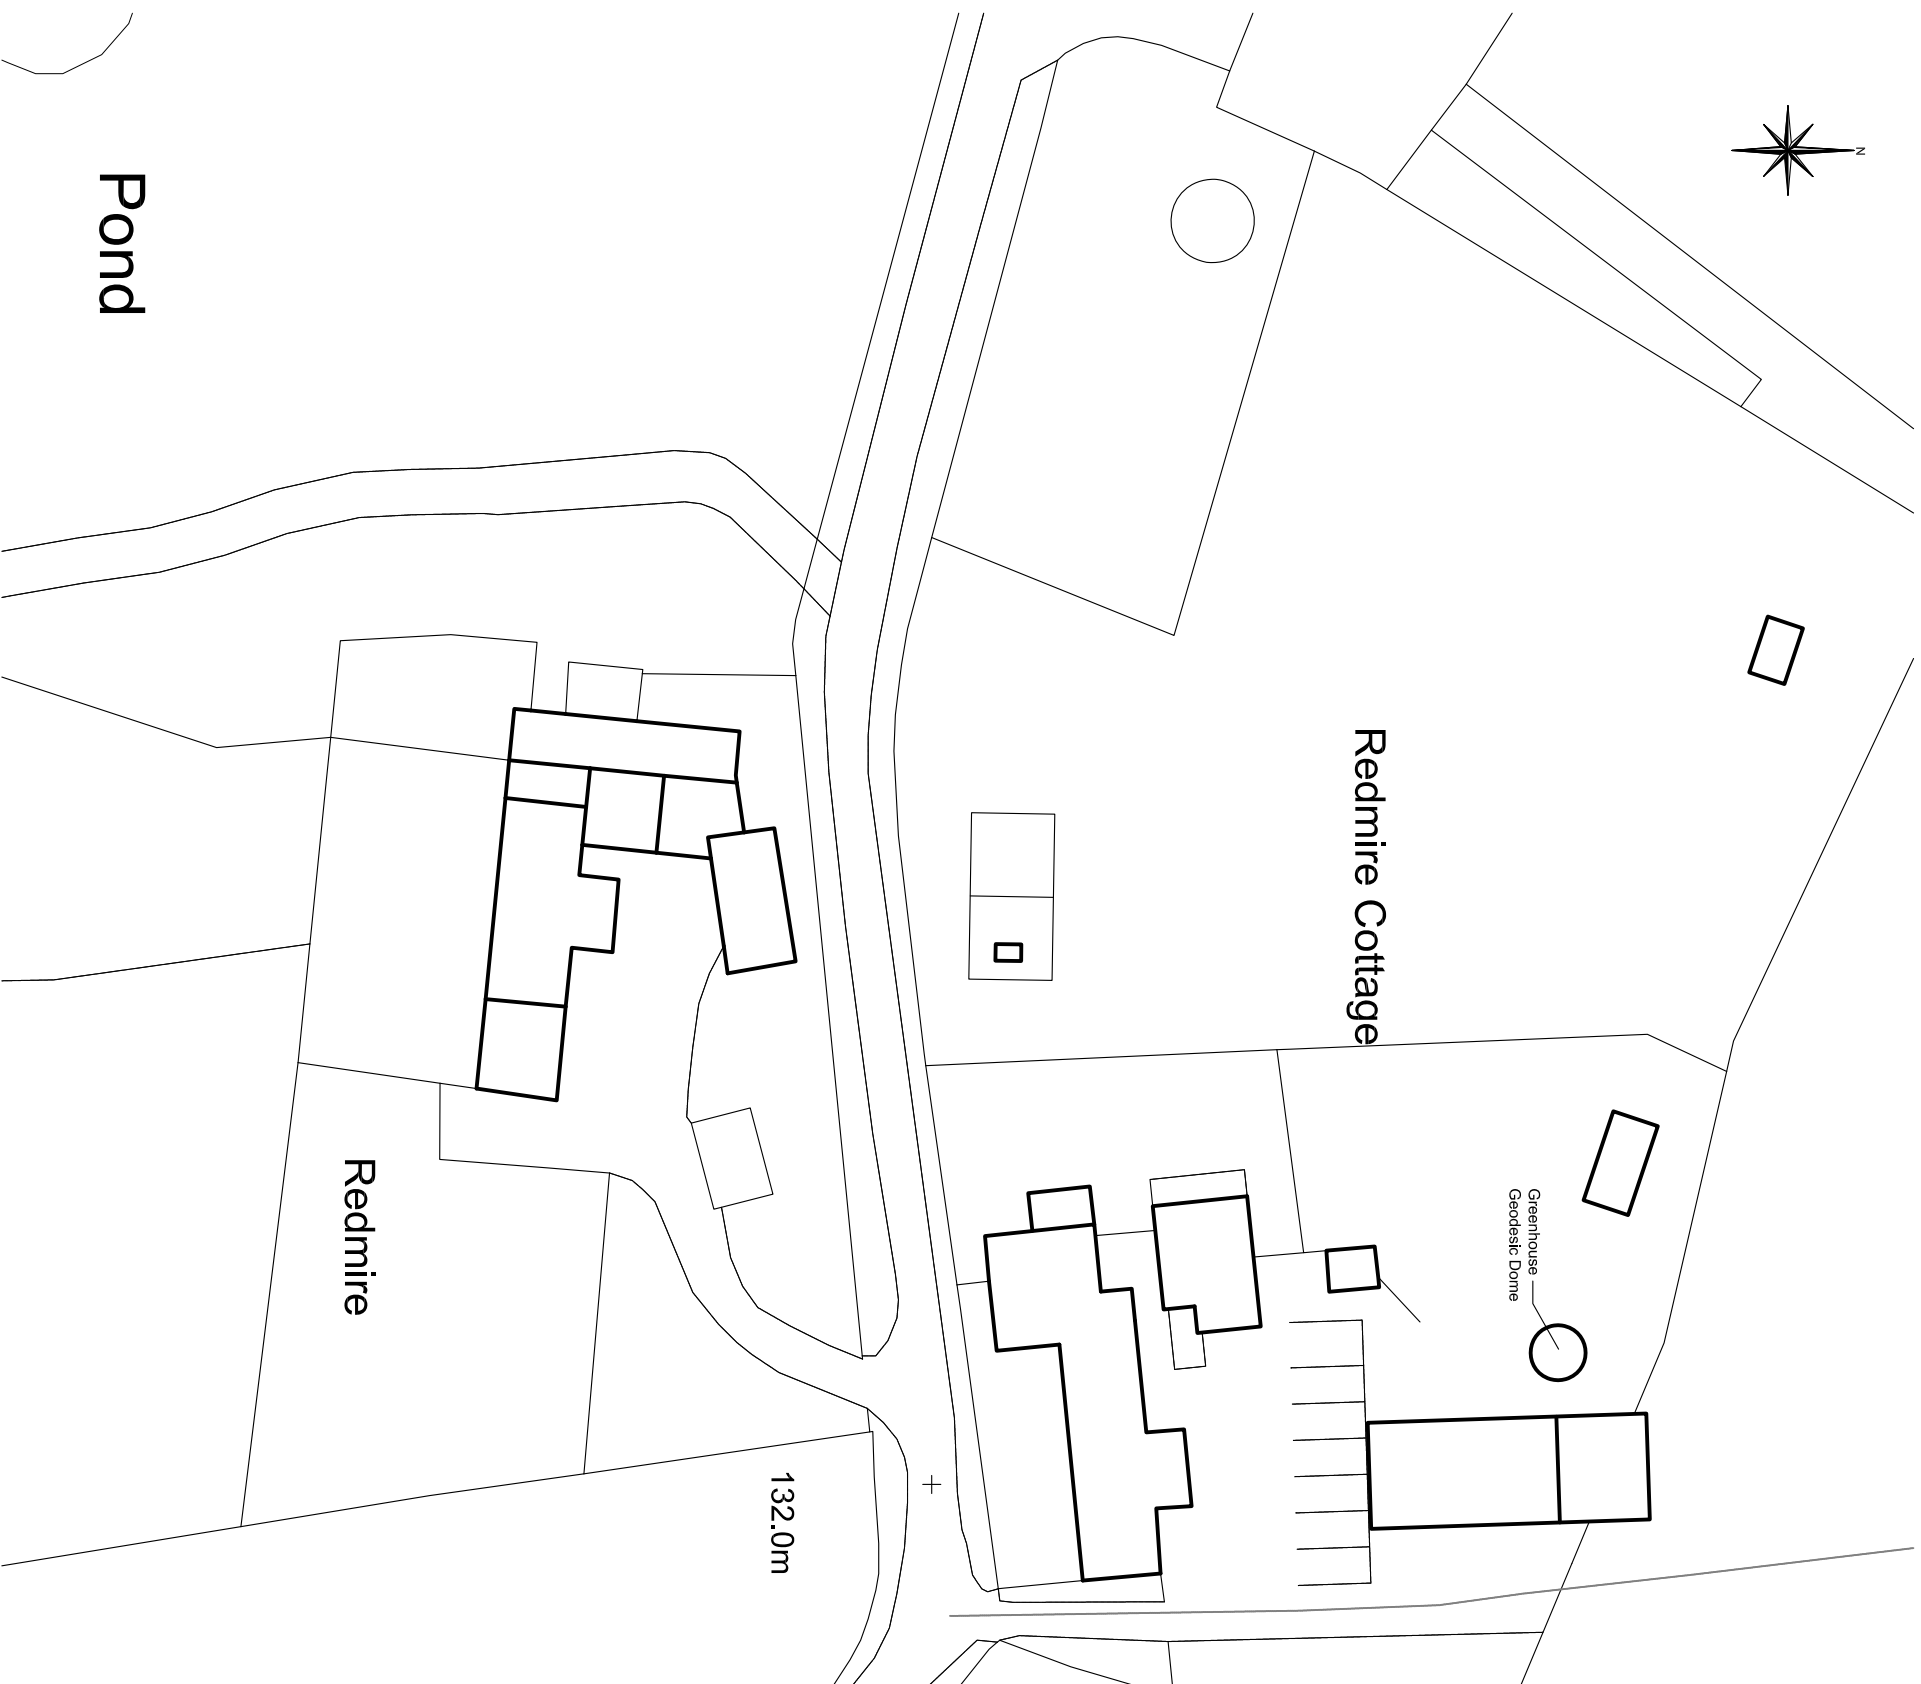 N
Greenhouse
Geodesic Dome
Redmire Cottage
132.0m
Redmire
Pond